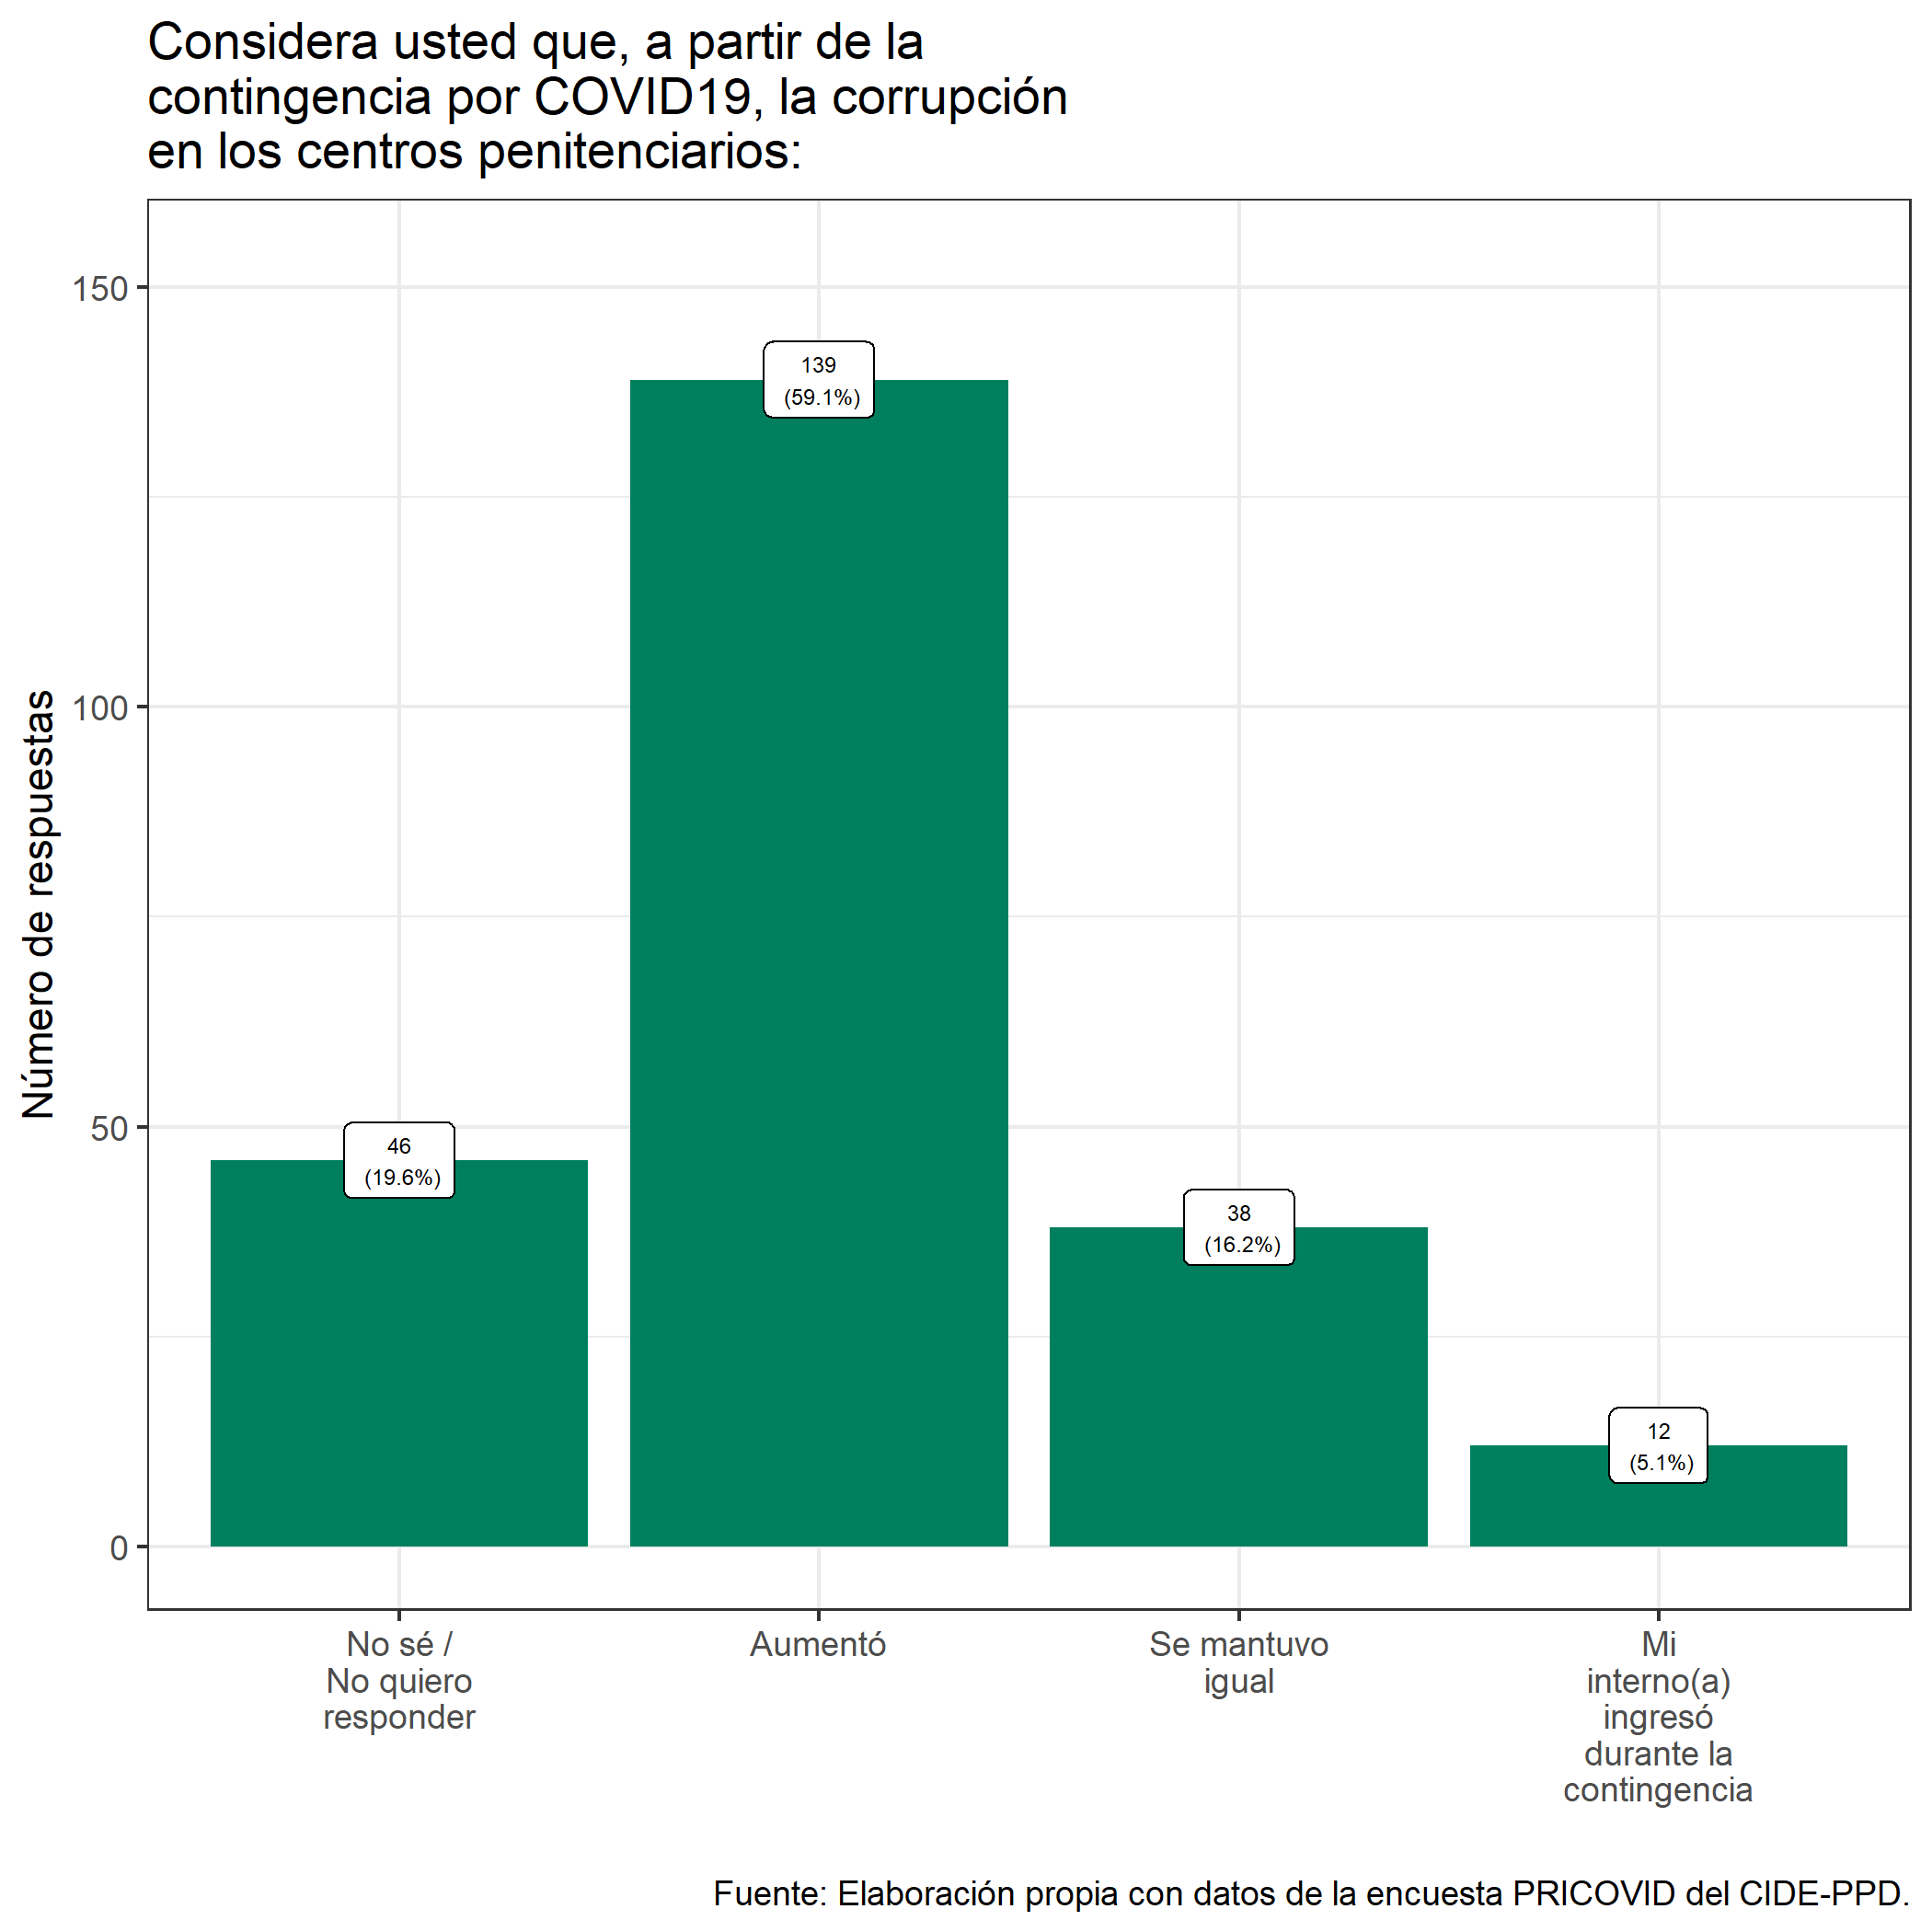 Considera usted que, a partir de la
contingencia por COVID19, la corrupción
en los centros penitenciarios:
Número de respuestas
150
100
50
0
46
(19.6%)
139
(59.1%)
38
(16.2%)
12
(5.1%)
No sé /
No quiero
responder
Aumentó
Se mantuvo
igual
Mi
interno(a)
ingresó
durante la
contingencia
Fuente: Elaboración propia con datos de la encuesta PRICOVID del CIDE-PPD.